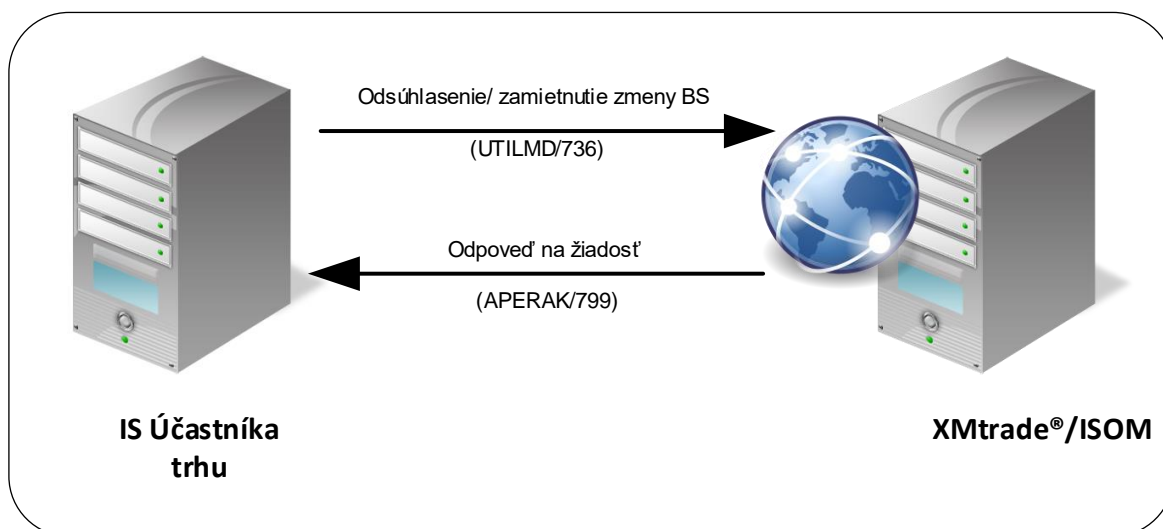 Odsúhlasenie/ zamietnutie zmeny BS
(UTILMD/736)
Odpoveď na žiadosť
(APERAK/799)
IS Účastníka
trhu
XMtrade®/ISOM